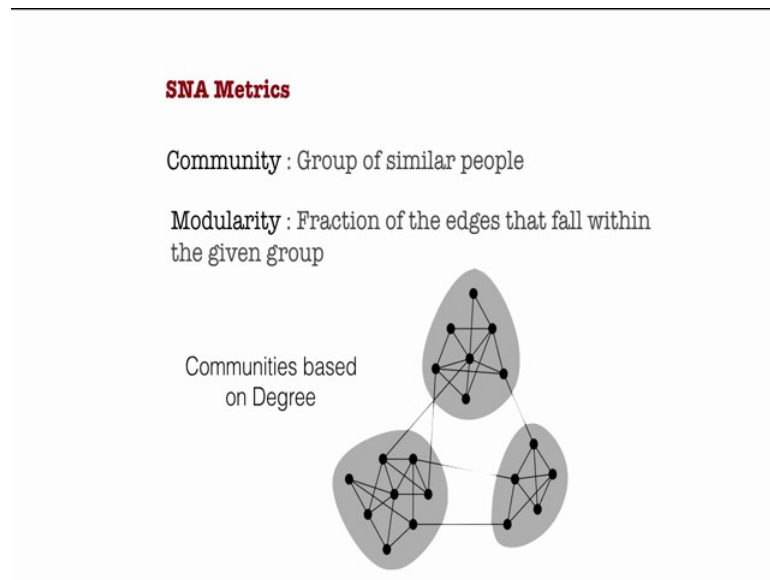 SNA Metrics
Community : Group of similar people
Modularity : Fraction of the edges that fall within
the given group
Communities based
on Degree